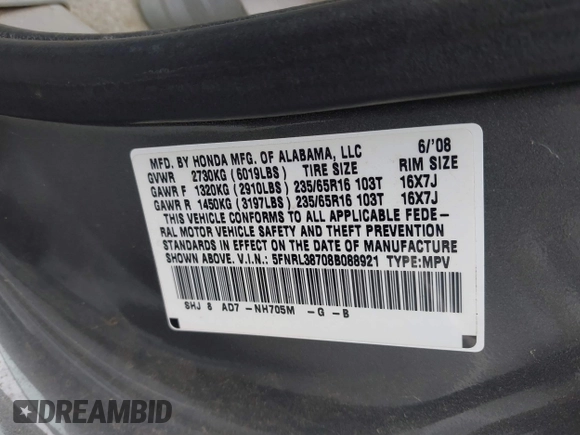 MFD. BY HONDA MFG. OF ALABAMA, LLC 6/'08
GVWR 2730KG (6019LBS) TIRE SIZE RIM SIZE
GAWR F 1320KG (2910LBS) 235/65R16 103T 16X7J
GAWR R 1450KG (3197LBS) 235/65R16 103T 16X7J
THIS VEHICLE CONFORMS TO ALL APPLICABLE FEDE-
RAL MOTOR VEHICLE SAFETY AND THEFT PREVENTION
STANDARDS IN EFFECT ON THE DATE OF MANUFACTURE
SHOWN ABOVE. V.I.N.: 5FNRL38708B088921 TYPE:MPV
SHJ 8 AD7 -NH705M -G -B
DREAMBID